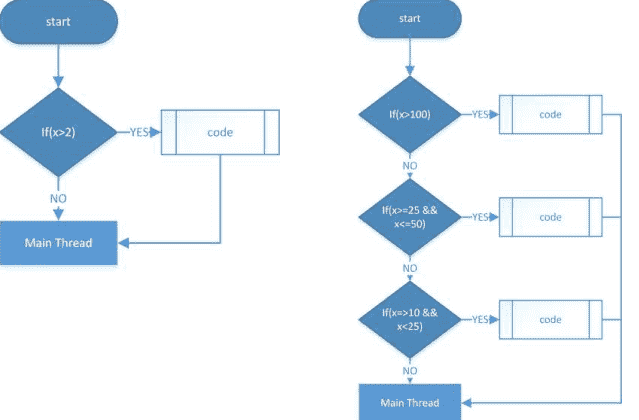 start
If(x>2)
YES
code
NO
Main Thread
start
If(x>100)
YES
code
NO
If(x>=25 &&
x<=50)
YES
code
NO
If(x=>10 &&
x<25)
YES
code
NO
Main Thread